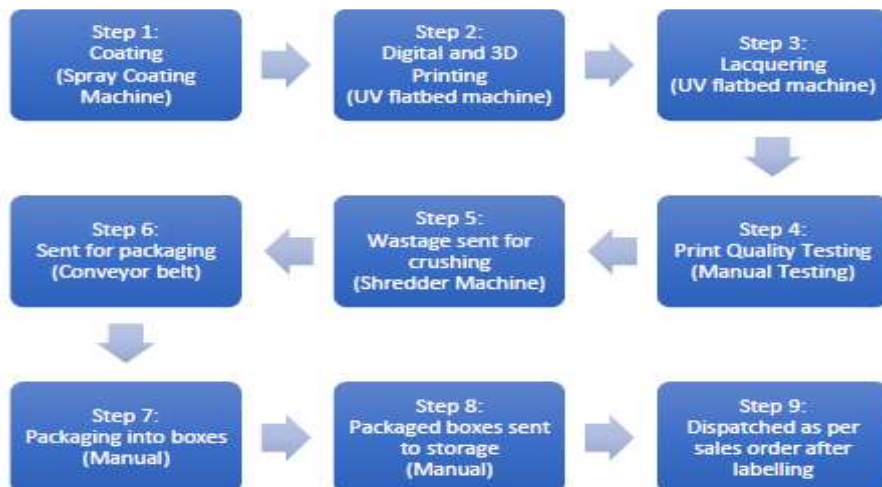 Step 1:
Coating
(Spray Coating
Machine)
Step 2:
Digital and 3D
Printing
(UV flatbed machine)
Step 3:
Lacquering
(UV flatbed machine)
Step 4:
Print Quality Testing
(Manual Testing)
Step 5:
Wastage sent for
crushing
(Shredder Machine)
Step 6:
Sent for packaging
(Conveyor belt)
Step 7:
Packaging into boxes
(Manual)
Step 8:
Packaged boxes sent
to storage
(Manual)
Step 9:
Dispatched as per
sales order after
labelling